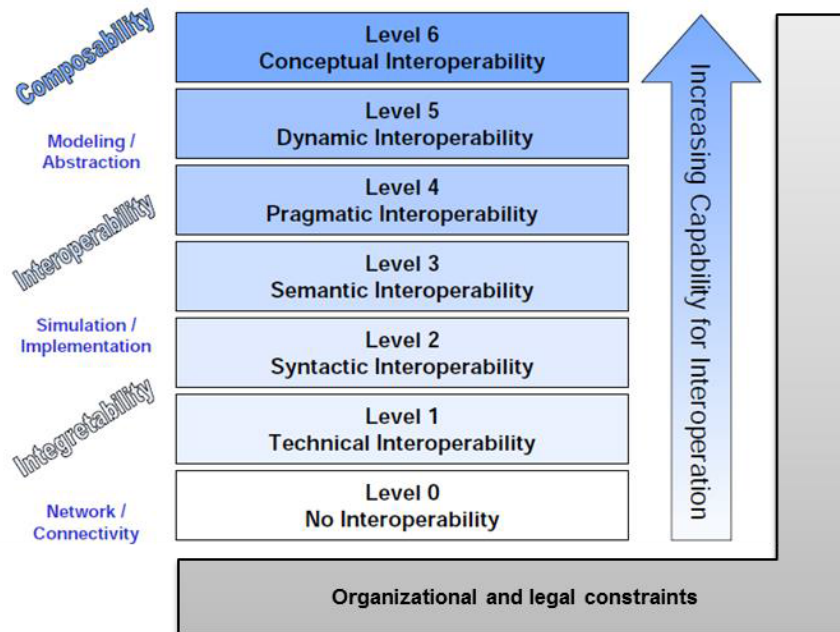 Composability
Level 6
Conceptual Interoperability
Modeling /
Abstraction
Level 5
Dynamic Interoperability
Interoperability
Level 4
Pragmatic Interoperability
Level 3
Semantic Interoperability
Simulation /
Implementation
Level 2
Syntactic Interoperability
Integretability
Level 1
Technical Interoperability
Network /
Connectivity
Level 0
No Interoperability
Increasing Capability for Interoperation
Organizational and legal constraints